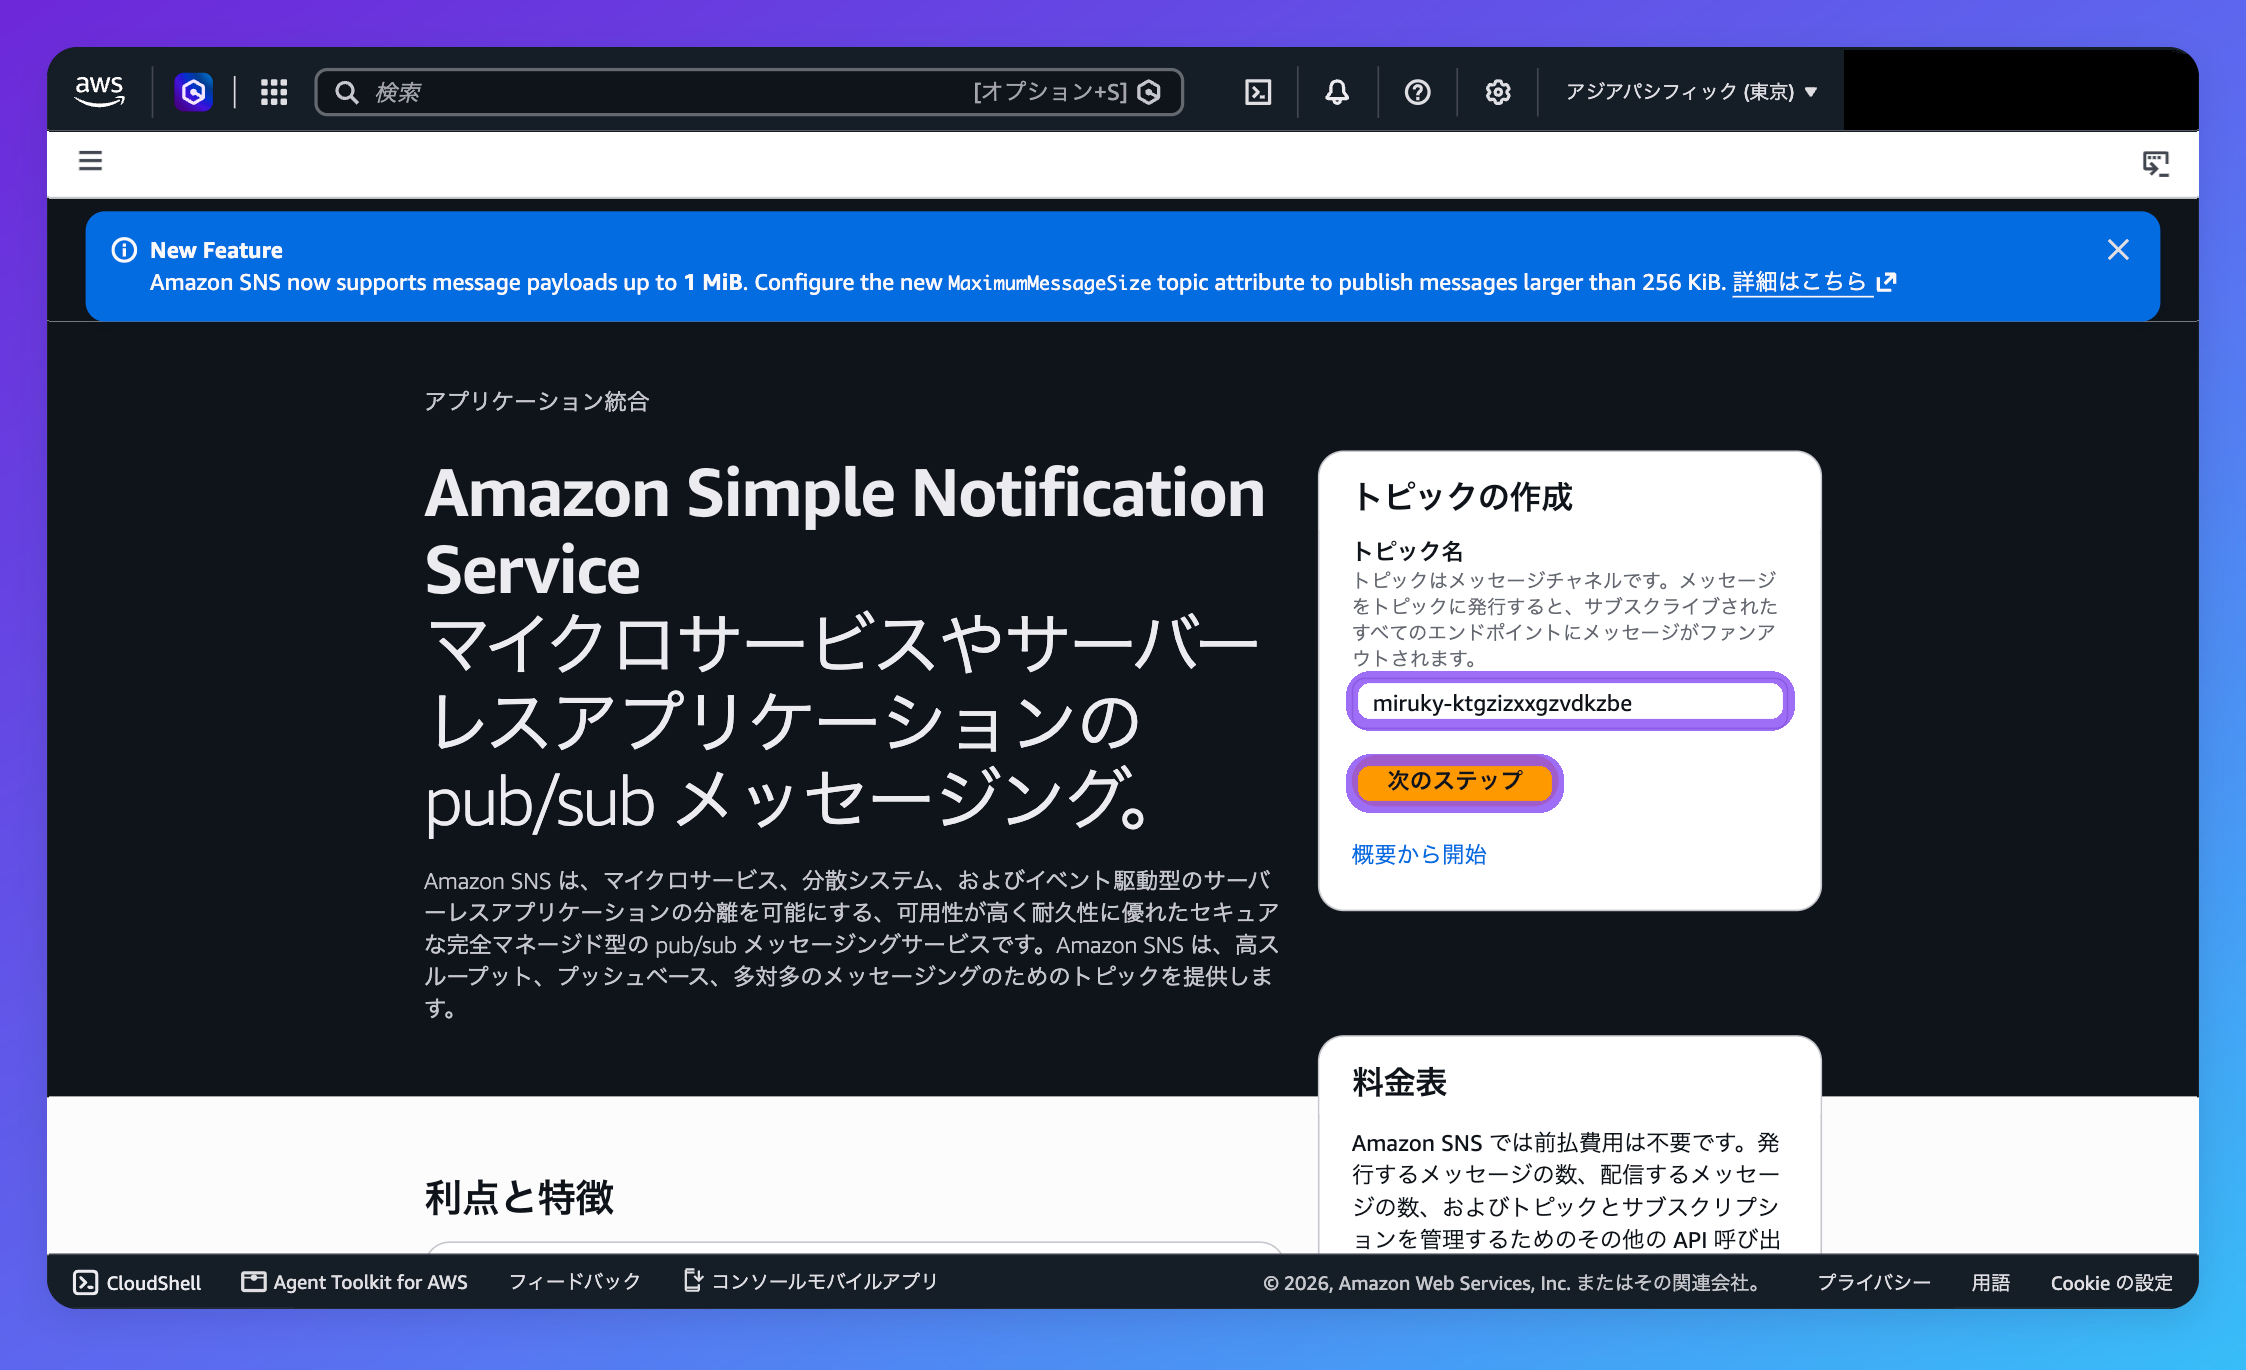 aws
検索
[オプション+S]
アジアパシフィック (東京) ▼
New Feature
Amazon SNS now supports message payloads up to 1 MiB. Configure the new MaximumMessageSize topic attribute to publish messages larger than 256 KiB. 詳細はこちら
アプリケーション統合
Amazon Simple Notification
Service
マイクロサービスやサーバー
レスアプリケーションの
pub/sub メッセージング。
Amazon SNS は、マイクロサービス、分散システム、およびイベント駆動型のサーバ
ーレスアプリケーションの分離を可能にする、可用性が高く耐久性に優れたセキュア
な完全マネージド型の pub/sub メッセージングサービスです。Amazon SNS は、高ス
ループット、プッシュベース、多対多のメッセージングのためのトピックを提供しま
す。
トピックの作成
トピック名
トピックはメッセージチャネルです。メッセージ
をトピックに発行すると、サブスクライブされた
すべてのエンドポイントにメッセージがファンア
ウトされます。
miruky-ktgzizxxgzvdkzbe
次のステップ
概要から開始
料金表
Amazon SNS では前払費用は不要です。発
行するメッセージの数、配信するメッセー
ジの数、およびトピックとサブスクリプシ
ョンを管理するためのその他の API 呼び出
利点と特徴
CloudShell
Agent Toolkit for AWS
フィードバック
コンソールモバイルアプリ
© 2026, Amazon Web Services, Inc. またはその関連会社。
プライバシー
用語
Cookie の設定